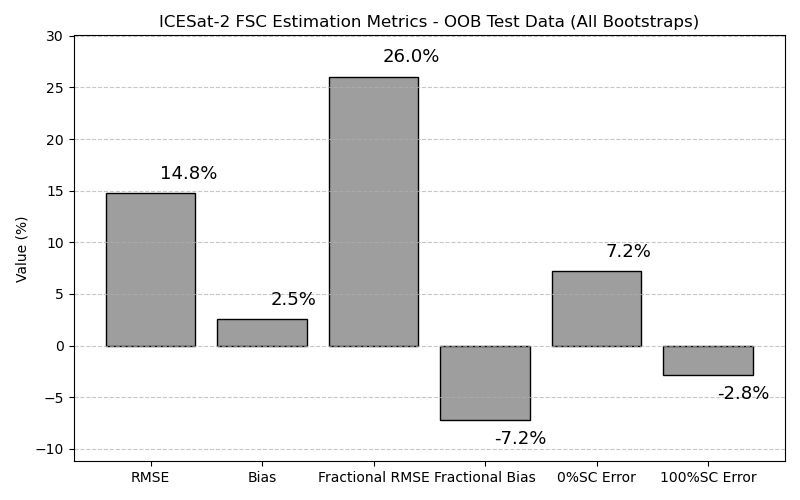 ICESat-2 FSC Estimation Metrics - OOB Test Data (All Bootstraps)
Value (%)
30
25
20
15
10
5
0
−5
−10
14.8%
2.5%
26.0%
-7.2%
7.2%
-2.8%
RMSE
Bias
Fractional RMSE
Fractional Bias
0%SC Error
100%SC Error